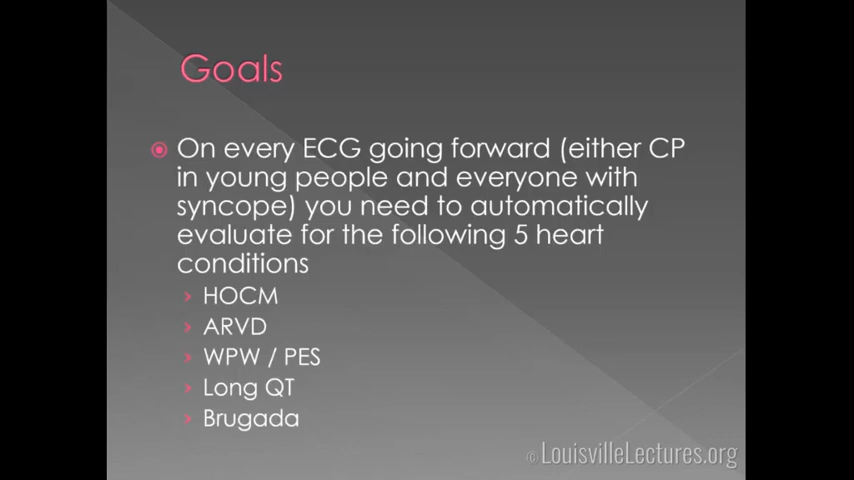 Goals
On every ECG going forward (either CP
in young people and everyone with
syncope) you need to automatically
evaluate for the following 5 heart
conditions
HOCM
ARVD
WPW / PES
Long QT
Brugada
© LouisvilleLectures.org